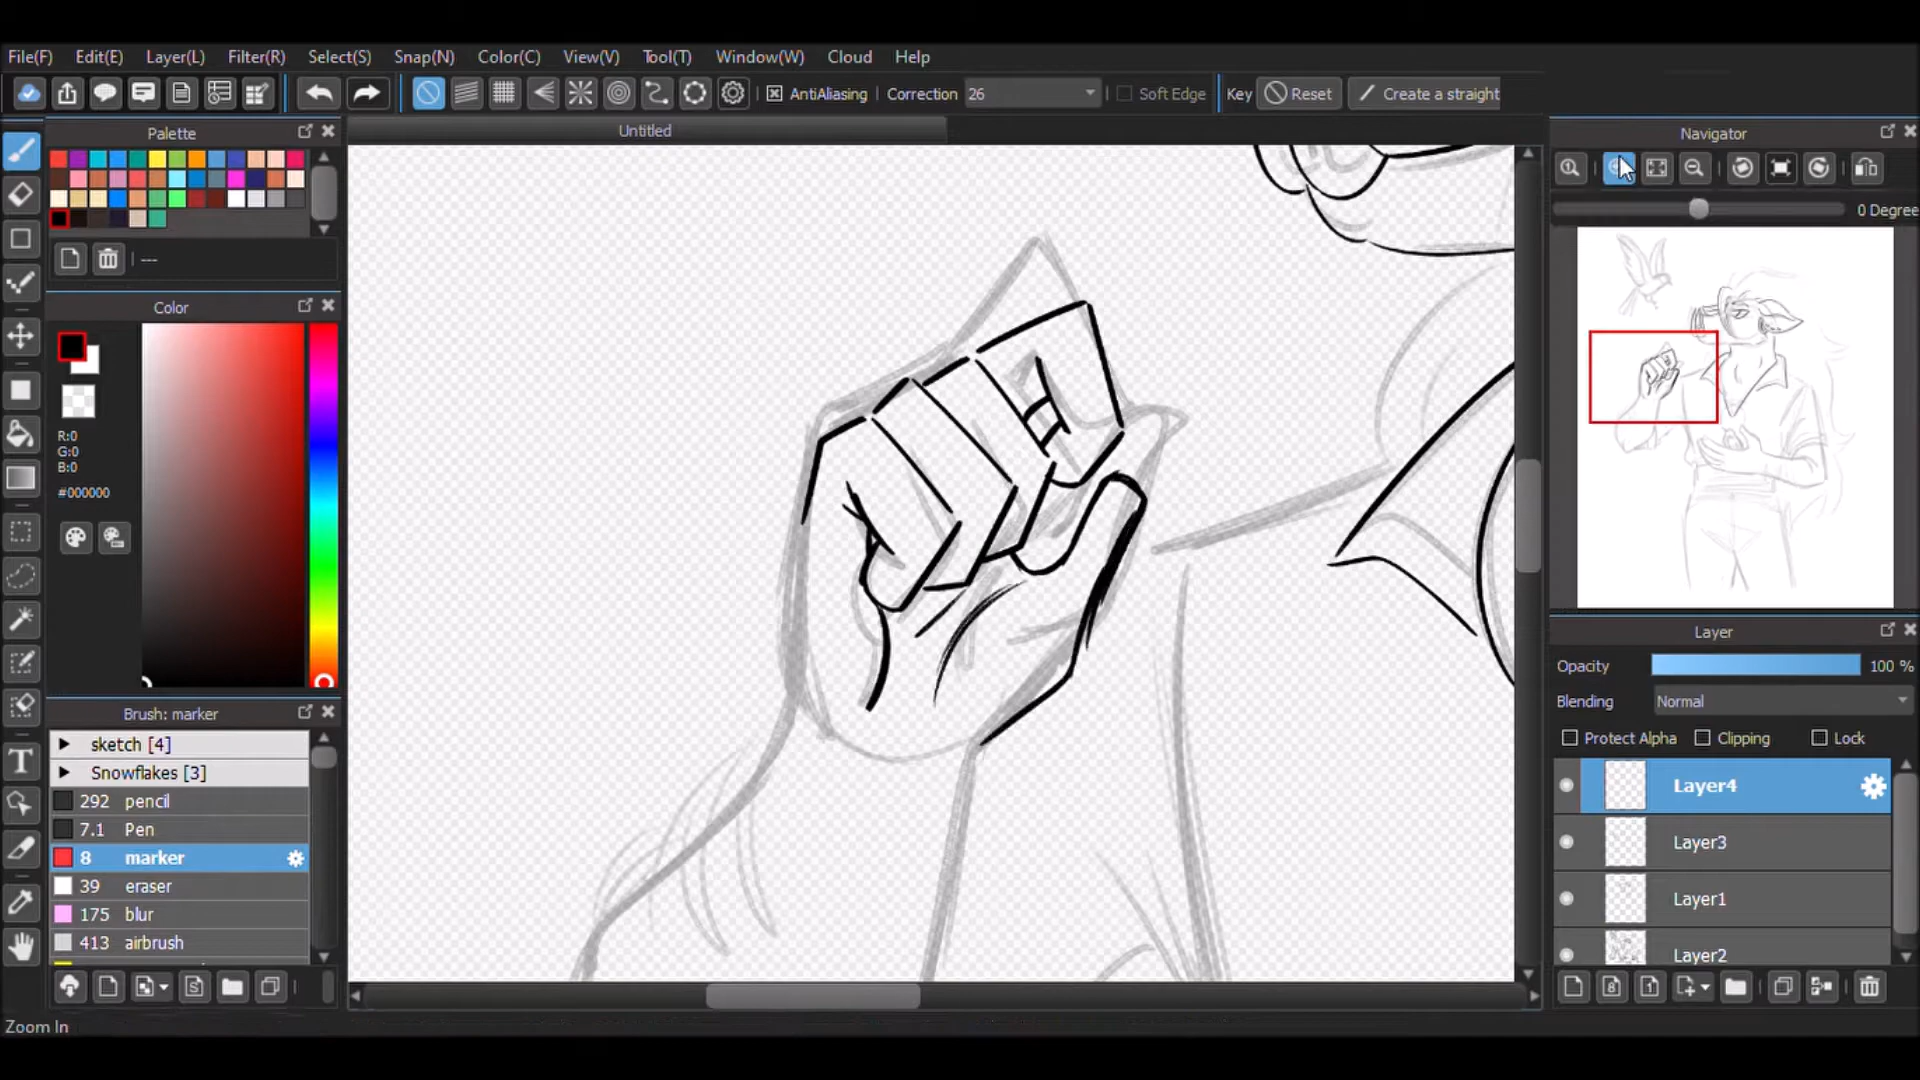 File(F) Edit(E) Layer(L) Filter(R) Select(S) Snap(N) Color(C) View(V) Tool(T) Window(W) Cloud Help
AntiAliasing Correction 26 Soft Edge Key Reset Create a straight
Palette
Untitled
Navigator
0 Degree
---
Color
R:0
G:0
B:0
#000000
Brush: marker
sketch [4]
Snowflakes [3]
292 pencil
7.1 Pen
8 marker
39 eraser
175 blur
413 airbrush
Layer
Opacity 100 %
Blending Normal
Protect Alpha Clipping Lock
Layer4
Layer3
Layer1
Layer2
Zoom In